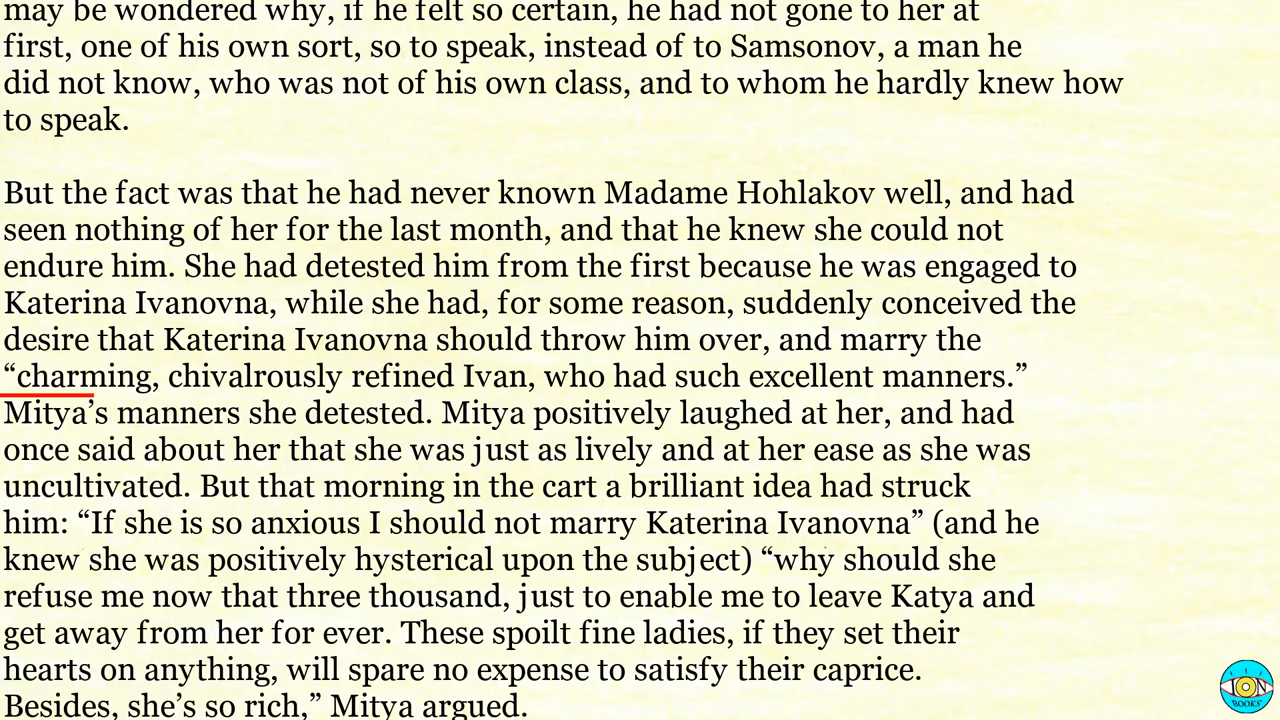 may be wondered why, if he felt so certain, he had not gone to her at
first, one of his own sort, so to speak, instead of to Samsonov, a man he
did not know, who was not of his own class, and to whom he hardly knew how
to speak.
But the fact was that he had never known Madame Hohlakov well, and had
seen nothing of her for the last month, and that he knew she could not
endure him. She had detested him from the first because he was engaged to
Katerina Ivanovna, while she had, for some reason, suddenly conceived the
desire that Katerina Ivanovna should throw him over, and marry the
“charming, chivalrously refined Ivan, who had such excellent manners.”
Mitya’s manners she detested. Mitya positively laughed at her, and had
once said about her that she was just as lively and at her ease as she was
uncultivated. But that morning in the cart a brilliant idea had struck
him: “If she is so anxious I should not marry Katerina Ivanovna” (and he
knew she was positively hysterical upon the subject) “why should she
refuse me now that three thousand, just to enable me to leave Katya and
get away from her for ever. These spoilt fine ladies, if they set their
hearts on anything, will spare no expense to satisfy their caprice.
Besides, she’s so rich,” Mitya argued.
ION
BOOKS